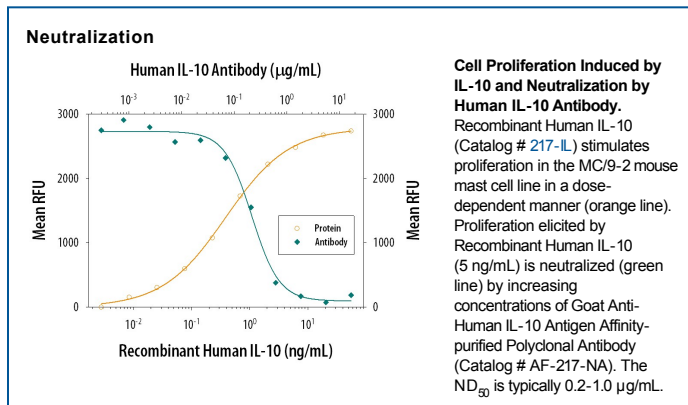 Neutralization
Human IL-10 Antibody (μg/mL)
10⁻³ 10⁻² 10⁻¹ 10⁰ 10¹
3000 3000
2000 2000
1000 1000
0 0
Mean RFU
Mean RFU
Protein
Antibody
10⁻² 10⁻¹ 10⁰ 10¹
Recombinant Human IL-10 (ng/mL)
Cell Proliferation Induced by
IL-10 and Neutralization by
Human IL-10 Antibody.
Recombinant Human IL-10
(Catalog # 217-IL) stimulates
proliferation in the MC/9-2 mouse
mast cell line in a dose-
dependent manner (orange line).
Proliferation elicited by
Recombinant Human IL-10
(5 ng/mL) is neutralized (green
line) by increasing
concentrations of Goat Anti-
Human IL-10 Antigen Affinity-
purified Polyclonal Antibody
(Catalog # AF-217-NA). The
ND₅₀ is typically 0.2-1.0 μg/mL.